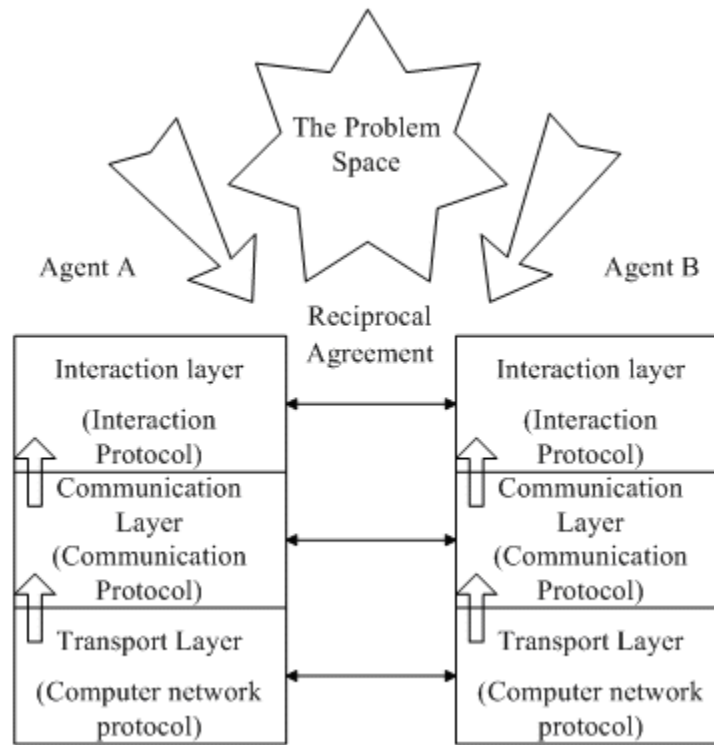 The Problem
Space
Agent A
Agent B
Reciprocal
Agreement
Interaction layer
(Interaction
Protocol)
Communication
Layer
(Communication
Protocol)
Transport Layer
(Computer network
protocol)
Interaction layer
(Interaction
Protocol)
Communication
Layer
(Communication
Protocol)
Transport Layer
(Computer network
protocol)